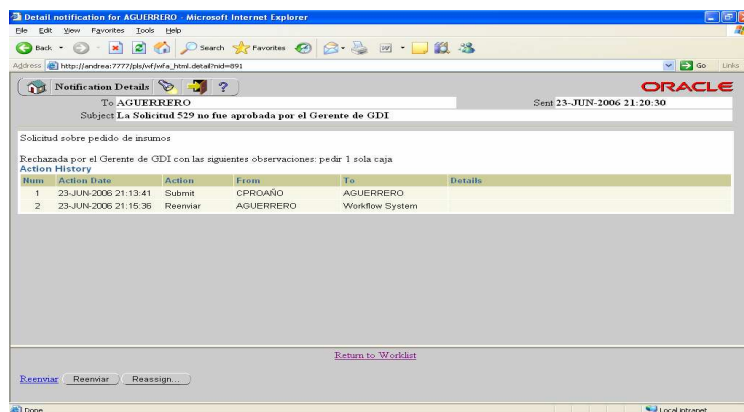 Detail notification for AGUERRERO - Microsoft Internet Explorer
File Edit View Favorites Tools Help
Back Search Favorites
Address http://andrea:7777/pls/wf/wfa_html.detail?nid=891 Go Links
Notification Details ? ORACLE
To AGUERRERO Sent 23-JUN-2006 21:20:30
Subject La Solicitud 529 no fue aprobada por el Gerente de GDI
Solicitud sobre pedido de insumos
Rechazada por el Gerente de GDI con las siguientes observaciones: pedir 1 sola caja
Action History
Num Action Date Action From To Details
1 23-JUN-2006 21:13:41 Submit CPROAÑO AGUERRERO
2 23-JUN-2006 21:15:36 Reenviar AGUERRERO Workflow System
Return to Worklist
Reenviar Reenviar Reassign...
Done Local intranet